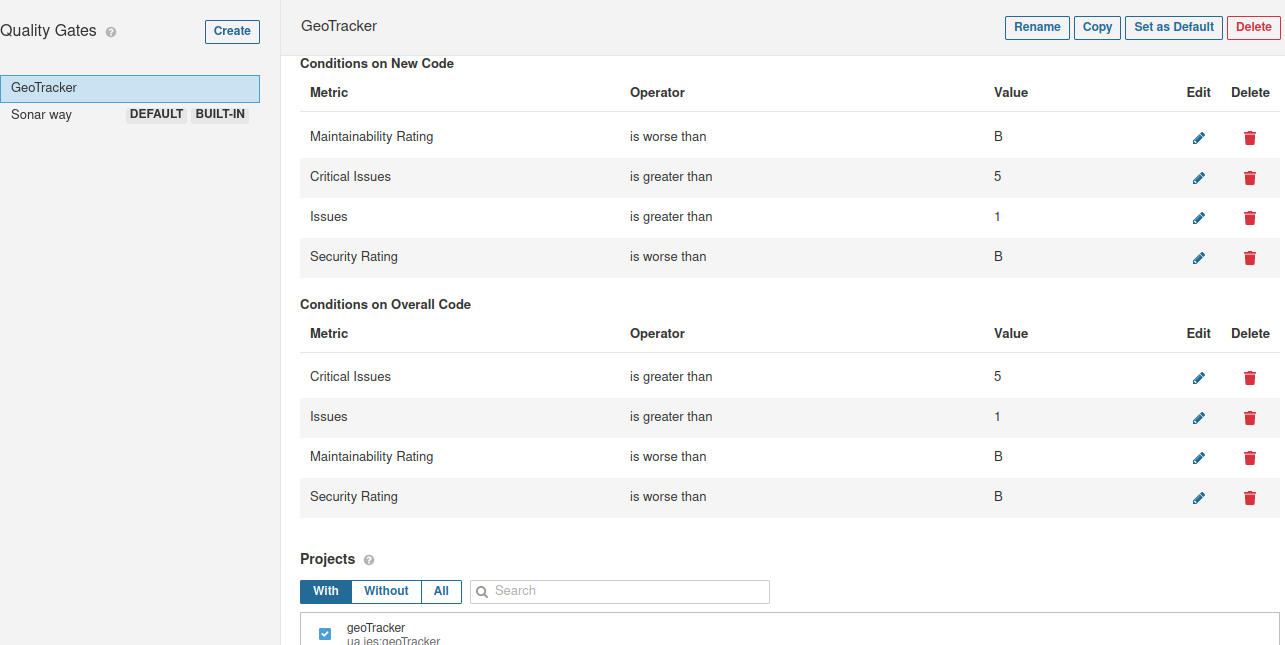 Quality Gates
Create
GeoTracker
Sonar way DEFAULT BUILT-IN
GeoTracker
Rename Copy Set as Default Delete
Conditions on New Code
Metric Operator Value Edit Delete
Maintainability Rating is worse than B
Critical Issues is greater than 5
Issues is greater than 1
Security Rating is worse than B
Conditions on Overall Code
Metric Operator Value Edit Delete
Critical Issues is greater than 5
Issues is greater than 1
Maintainability Rating is worse than B
Security Rating is worse than B
Projects
With Without All Search
geoTracker
ua.ies:geoTracker